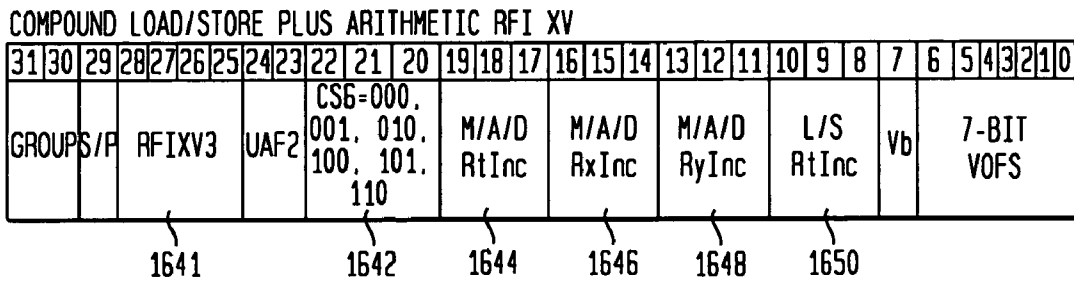 COMPOUND LOAD/STORE PLUS ARITHMETIC RFI XV
31 30 29 28 27 26 25 24 23 22 21 20 19 18 17 16 15 14 13 12 11 10 9 8 7 6 5 4 3 2 1 0
GROUP S/P RFIXV3 UAF2 CS6=000, 001, 010, 100, 101, 110 M/A/D RtInc M/A/D RxInc M/A/D RyInc L/S RtInc Vb 7-BIT VOFS
1641 1642 1644 1646 1648 1650